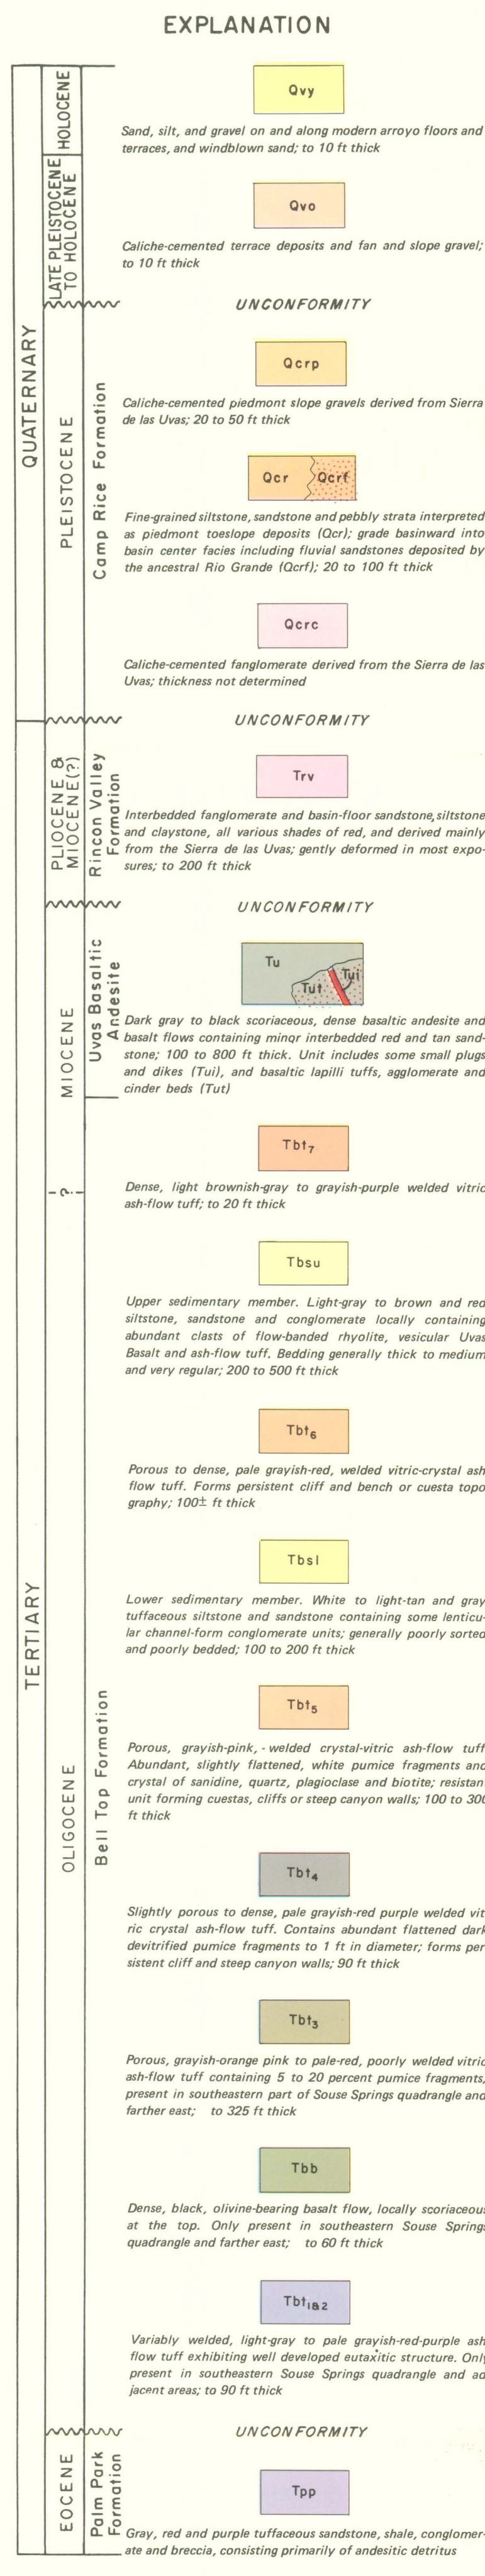 EXPLANATION
QUATERNARY
HOLOCENE
Qvy
Sand, silt, and gravel on and along modern arroyo floors and
terraces, and windblown sand; to 10 ft thick
LATE PLEISTOCENE
TO HOLOCENE
Qvo
Caliche-cemented terrace deposits and fan and slope gravel;
to 10 ft thick
UNCONFORMITY
PLEISTOCENE
Camp Rice Formation
Qcrp
Caliche-cemented piedmont slope gravels derived from Sierra
de las Uvas; 20 to 50 ft thick
Qcr Qcrf
Fine-grained siltstone, sandstone and pebbly strata interpreted
as piedmont toeslope deposits (Qcr); grade basinward into
basin center facies including fluvial sandstones deposited by
the ancestral Rio Grande (Qcrf); 20 to 100 ft thick
Qcrc
Caliche-cemented fanglomerate derived from the Sierra de las
Uvas; thickness not determined
UNCONFORMITY
TERTIARY
PLIOCENE &
MIOCENE(?)
Rincon Valley
Formation
Trv
Interbedded fanglomerate and basin-floor sandstone, siltstone
and claystone, all various shades of red, and derived mainly
from the Sierra de las Uvas; gently deformed in most expo-
sures; to 200 ft thick
UNCONFORMITY
MIOCENE
Uvas Basaltic
Andesite
Tu Tut Tui
Dark gray to black scoriaceous, dense basaltic andesite and
basalt flows containing minor interbedded red and tan sand-
stone; 100 to 800 ft thick. Unit includes some small plugs
and dikes (Tui), and basaltic lapilli tuffs, agglomerate and
cinder beds (Tut)
-?-
OLIGOCENE
Bell Top Formation
Tbt7
Dense, light brownish-gray to grayish-purple welded vitric
ash-flow tuff; to 20 ft thick
Tbsu
Upper sedimentary member. Light-gray to brown and red
siltstone, sandstone and conglomerate locally containing
abundant clasts of flow-banded rhyolite, vesicular Uvas
Basalt and ash-flow tuff. Bedding generally thick to medium
and very regular; 200 to 500 ft thick
Tbt6
Porous to dense, pale grayish-red, welded vitric-crystal ash
flow tuff. Forms persistent cliff and bench or cuesta topo
graphy; 100± ft thick
Tbsl
Lower sedimentary member. White to light-tan and gray
tuffaceous siltstone and sandstone containing some lenticu-
lar channel-form conglomerate units; generally poorly sorted
and poorly bedded; 100 to 200 ft thick
Tbt5
Porous, grayish-pink, - welded crystal-vitric ash-flow tuff
Abundant, slightly flattened, white pumice fragments and
crystal of sanidine, quartz, plagioclase and biotite; resistan
unit forming cuestas, cliffs or steep canyon walls; 100 to 300
ft thick
Tbt4
Slightly porous to dense, pale grayish-red purple welded vit
ric crystal ash-flow tuff. Contains abundant flattened dark
devitrified pumice fragments to 1 ft in diameter; forms per
sistent cliff and steep canyon walls; 90 ft thick
Tbt3
Porous, grayish-orange pink to pale-red, poorly welded vitric
ash-flow tuff containing 5 to 20 percent pumice fragments,
present in southeastern part of Souse Springs quadrangle and
farther east; to 325 ft thick
Tbb
Dense, black, olivine-bearing basalt flow, locally scoriaceous
at the top. Only present in southeastern Souse Springs
quadrangle and farther east; to 60 ft thick
Tbt1&2
Variably welded, light-gray to pale grayish-red-purple ash
flow tuff exhibiting well developed eutaxitic structure. Only
present in southeastern Souse Springs quadrangle and ad
jacent areas; to 90 ft thick
UNCONFORMITY
EOCENE
Palm Park
Formation
Tpp
Gray, red and purple tuffaceous sandstone, shale, conglomer-
ate and breccia, consisting primarily of andesitic detritus